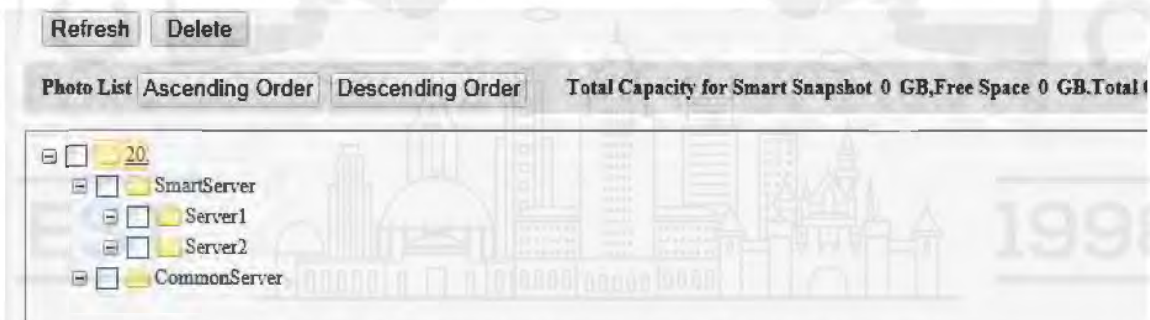 Refresh Delete
Photo List Ascending Order Descending Order Total Capacity for Smart Snapshot 0 GB,Free Space 0 GB.Total
20.
SmartServer
Server1
Server2
CommonServer
1998